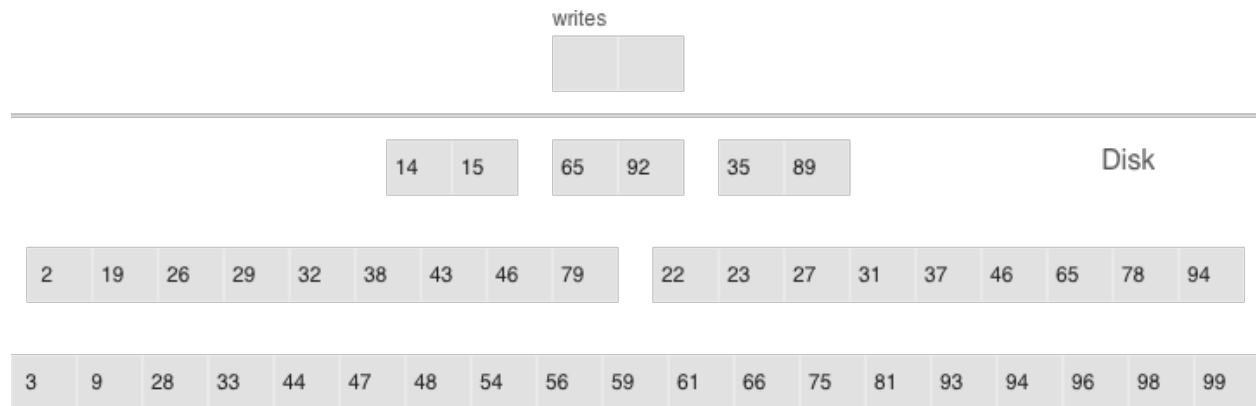 writes
14 15 65 92 35 89 Disk
2 19 26 29 32 38 43 46 79 22 23 27 31 37 46 65 78 94
3 9 28 33 44 47 48 54 56 59 61 66 75 81 93 94 96 98 99